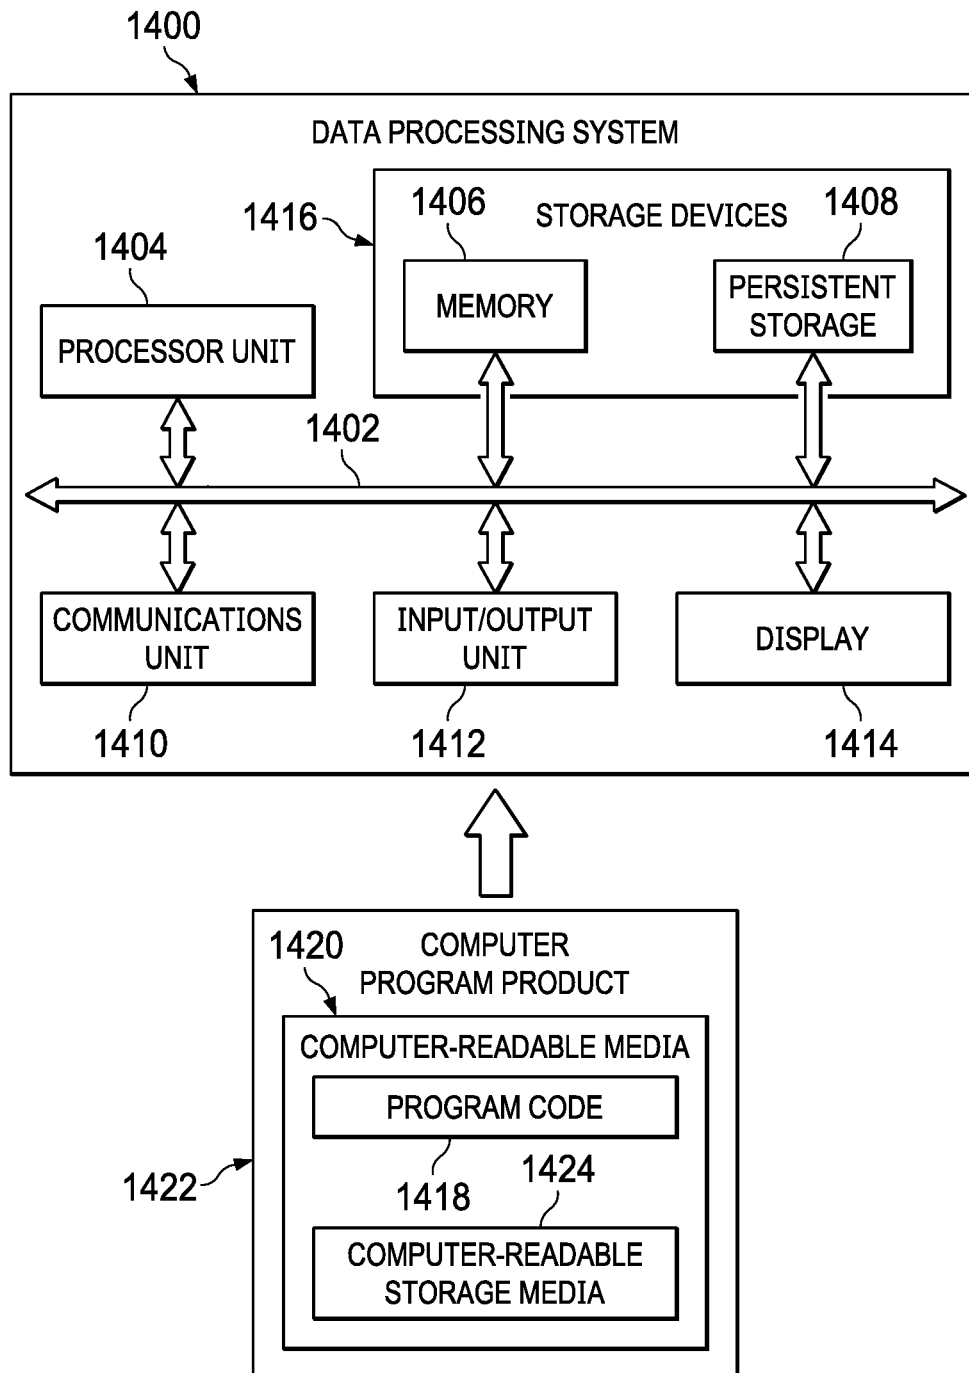 1400
DATA PROCESSING SYSTEM
1416
1406
STORAGE DEVICES
1408
1404
MEMORY
PERSISTENT
STORAGE
PROCESSOR UNIT
1402
COMMUNICATIONS
UNIT
INPUT/OUTPUT
UNIT
DISPLAY
1410
1412
1414
1420
COMPUTER
PROGRAM PRODUCT
COMPUTER-READABLE MEDIA
PROGRAM CODE
1422
1418
1424
COMPUTER-READABLE
STORAGE MEDIA